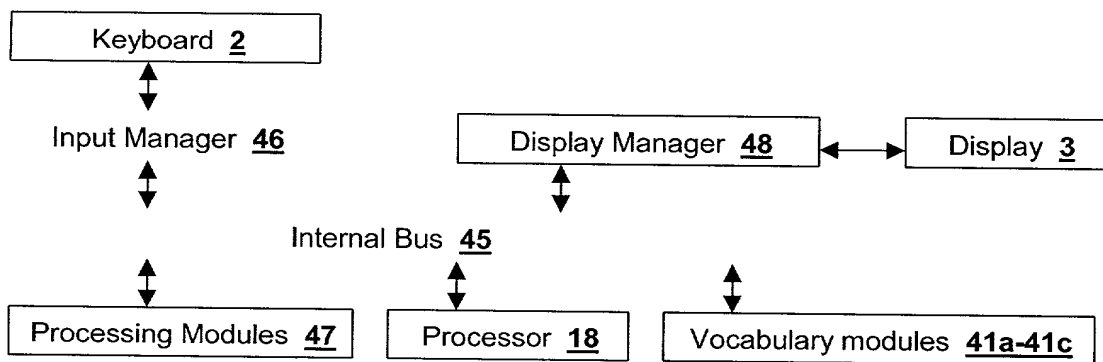 Keyboard 2
Input Manager 46
Display Manager 48
Display 3
Internal Bus 45
Processing Modules 47
Processor 18
Vocabulary modules 41a-41c